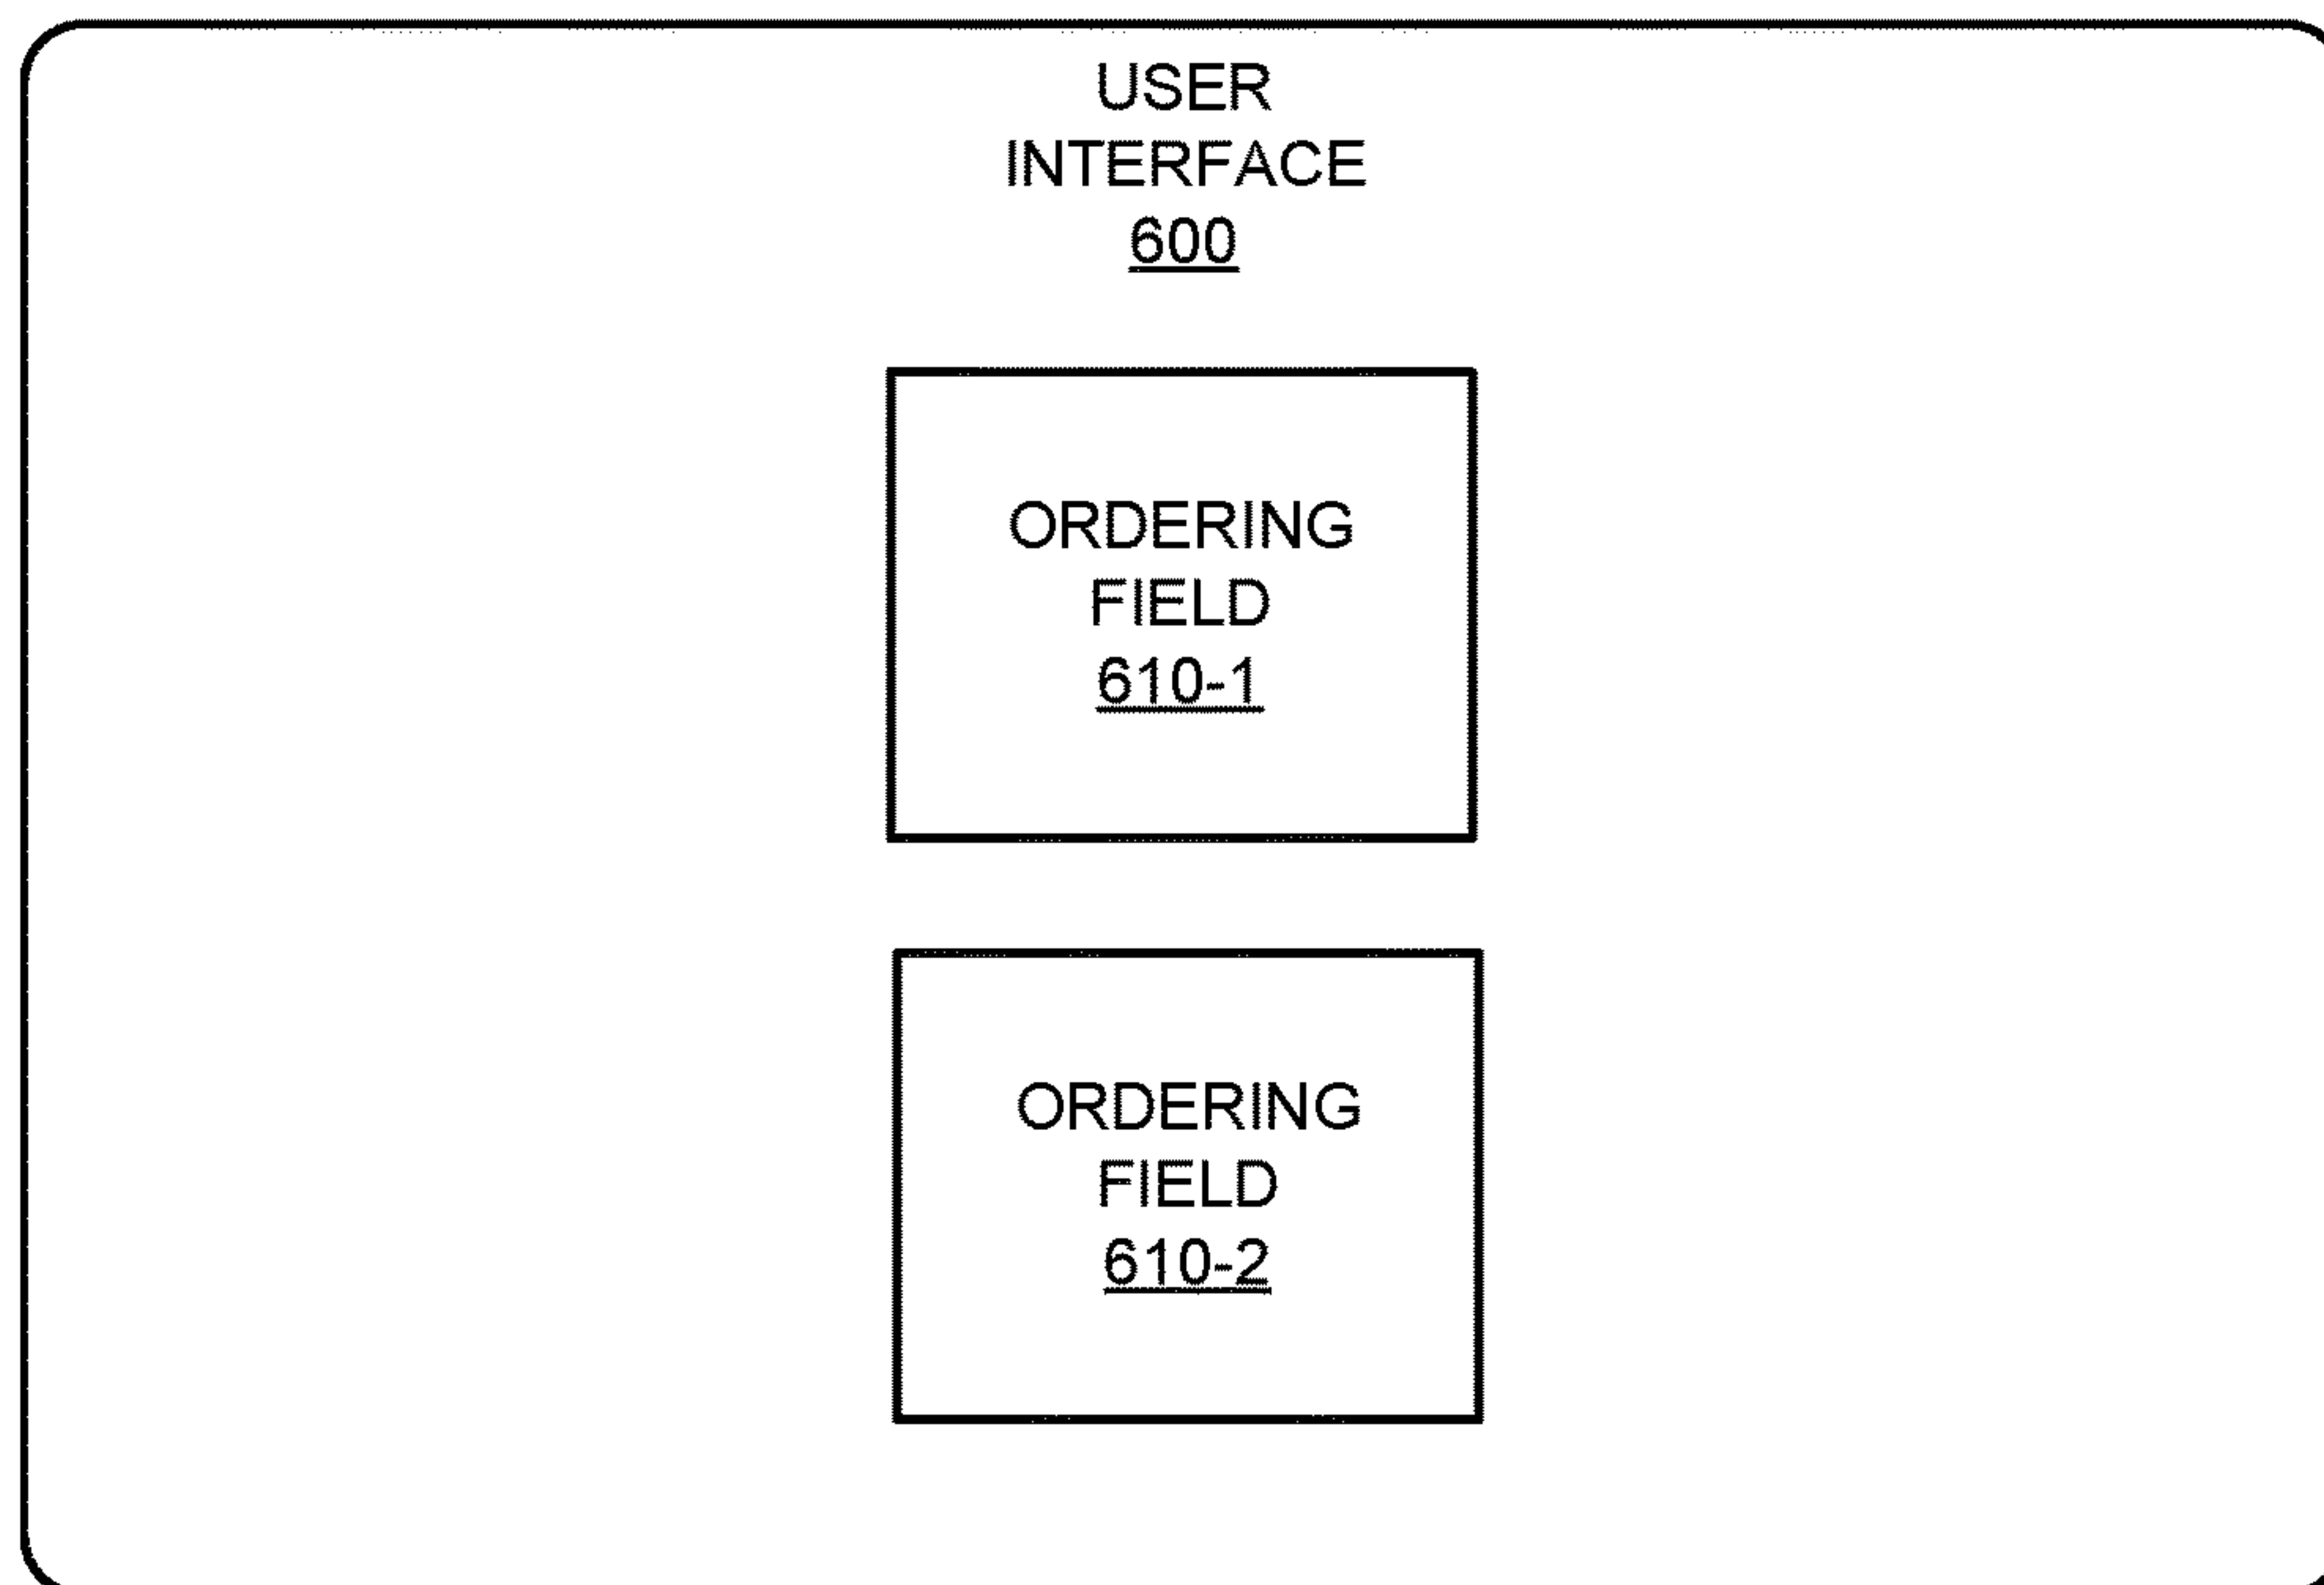 USER
INTERFACE
600
ORDERING
FIELD
610-1
ORDERING
FIELD
610-2